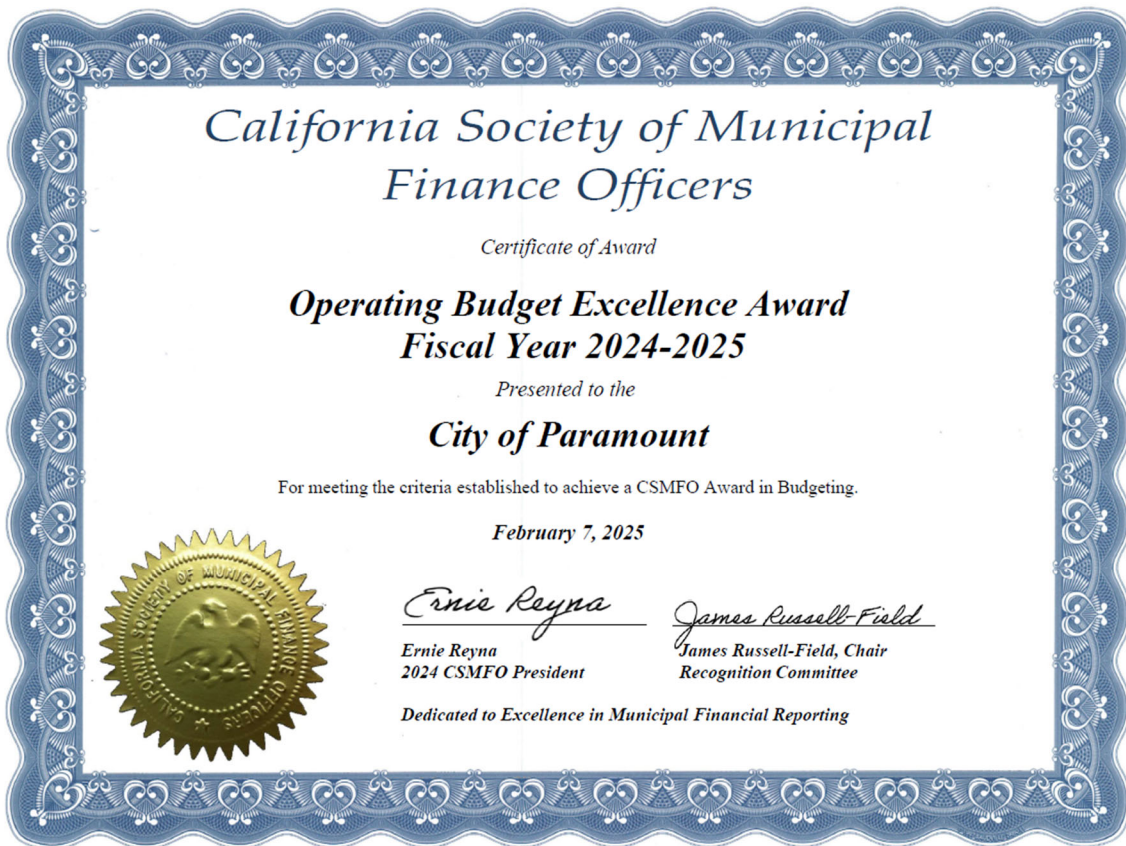 California Society of Municipal
Finance Officers
Certificate of Award
Operating Budget Excellence Award
Fiscal Year 2024-2025
Presented to the
City of Paramount
For meeting the criteria established to achieve a CSMFO Award in Budgeting.
February 7, 2025
Ernie Reyna
James Russell-Field
Ernie Reyna
2024 CSMFO President
James Russell-Field, Chair
Recognition Committee
Dedicated to Excellence in Municipal Financial Reporting
CALIFORNIA SOCIETY OF MUNICIPAL FINANCE OFFICERS